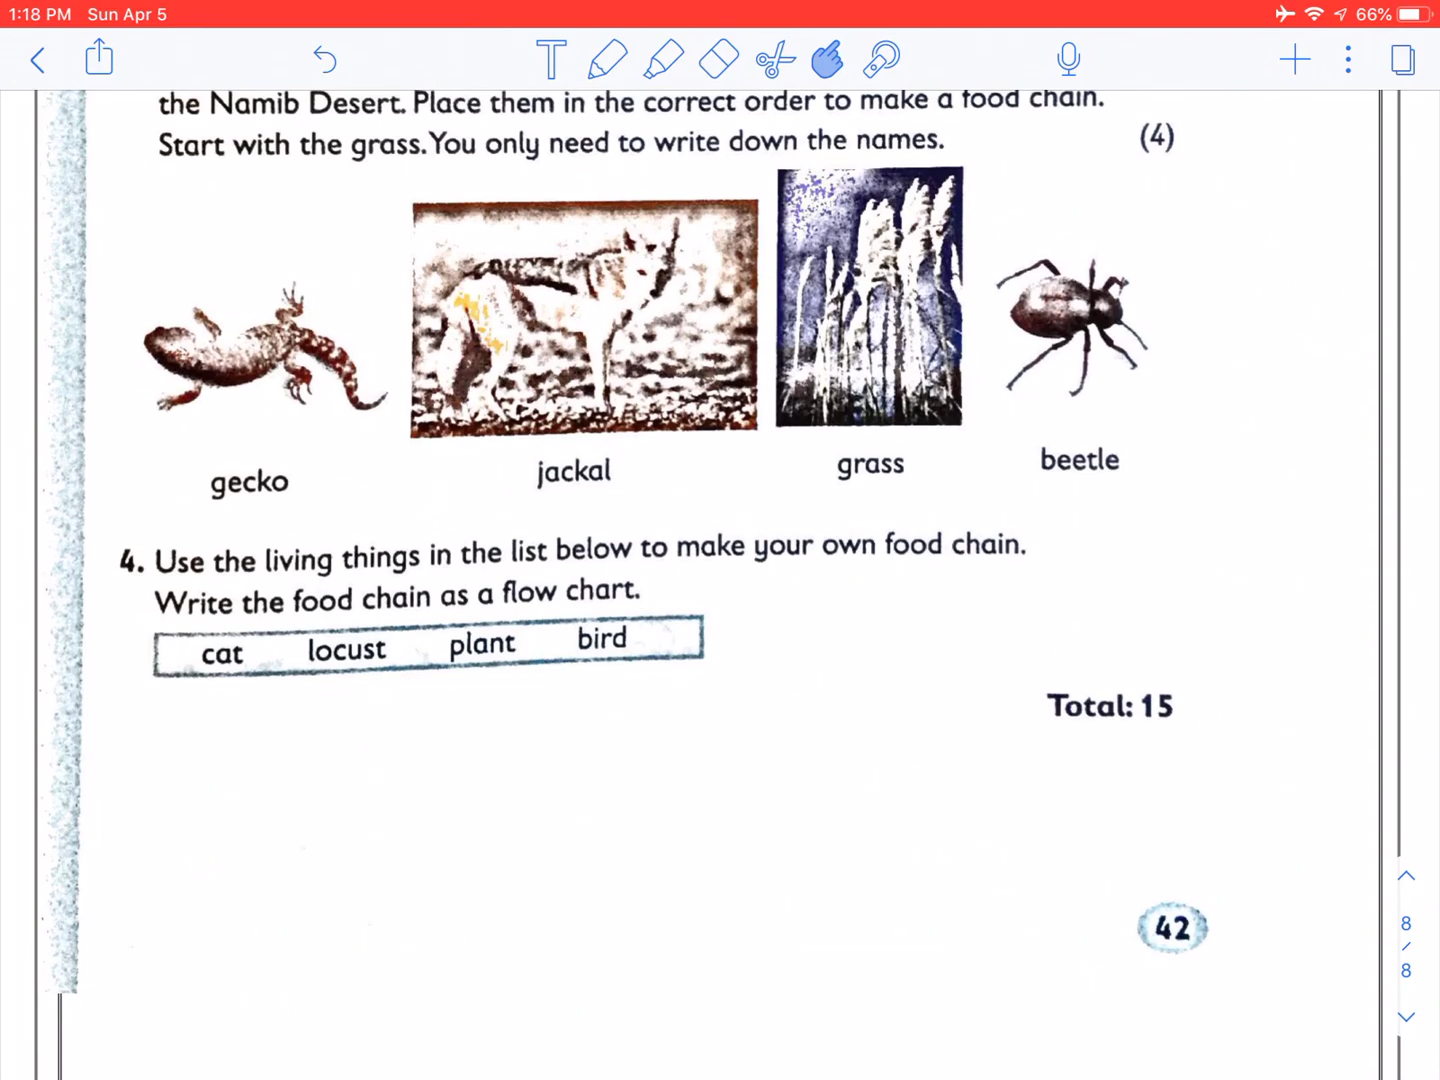 1:18 PM Sun Apr 5
66%
the Namib Desert. Place them in the correct order to make a food chain.
Start with the grass. You only need to write down the names. (4)
gecko
jackal
grass
beetle
4. Use the living things in the list below to make your own food chain.
Write the food chain as a flow chart.
cat locust plant bird
Total: 15
42
8
/
8